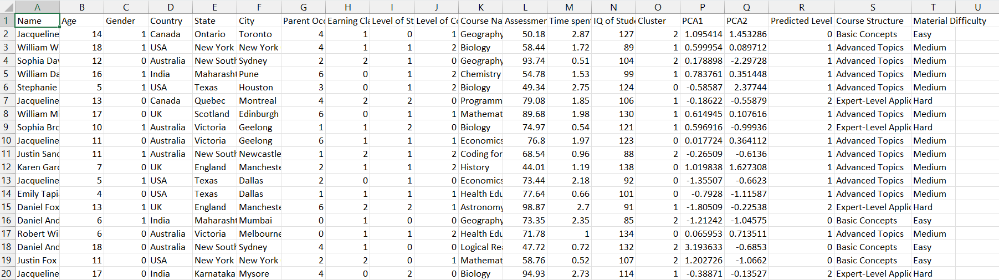 A B C D E F G H I J K L M N O P Q R S T U
1 Name Age Gender Country State City Parent Occ Earning Cla Level of St Level of Co Course Na Assessmer Time spen IQ of Stude Cluster PCA1 PCA2 Predicted Level Course Structure Material Difficulty
2 Jacqueline 14 1 Canada Ontario Toronto 4 1 0 1 Geography 50.18 2.87 127 2 1.095414 1.453286 0 Basic Concepts Easy
3 William W 18 1 USA New York New York 4 1 1 2 Biology 58.44 1.72 89 1 0.599954 0.089712 1 Advanced Topics Medium
4 Sophia Dav 12 0 Australia New South Sydney 2 2 1 0 Geography 93.74 0.51 104 2 0.178898 -2.29728 1 Advanced Topics Medium
5 William Da 16 1 India Maharasht Pune 6 0 1 2 Chemistry 54.78 1.53 99 1 0.783761 0.351448 1 Advanced Topics Medium
6 Stephanie 5 1 USA Texas Houston 3 0 1 2 Biology 49.34 2.75 124 0 -0.58587 2.37744 1 Advanced Topics Medium
7 Jacqueline 13 0 Canada Quebec Montreal 4 2 2 0 Programm 79.08 1.85 106 1 -0.18622 -0.55879 2 Expert-Level Applic Hard
8 William Mi 17 0 UK Scotland Edinburgh 6 0 1 1 Mathemat 89.68 1.98 130 1 0.614945 0.107616 1 Advanced Topics Medium
9 Sophia Bro 10 1 Australia Victoria Geelong 1 1 2 0 Biology 74.97 0.54 121 1 0.596916 -0.99936 2 Expert-Level Applic Hard
10 Jacqueline 11 0 Australia Victoria Geelong 6 1 1 1 Economics 76.8 1.97 123 0 0.017724 0.364112 1 Advanced Topics Medium
11 Justin Sanc 11 1 Australia New South Newcastle 1 2 1 2 Coding for 68.54 0.96 88 2 -0.26509 -0.6136 1 Advanced Topics Medium
12 Karen Garc 7 0 UK England Mancheste 2 1 1 2 History 44.01 1.19 138 0 1.019838 1.627308 1 Advanced Topics Medium
13 Jacqueline 5 1 USA Texas Dallas 2 0 1 0 Economics 73.44 2.18 92 0 -1.35507 -0.6623 1 Advanced Topics Medium
14 Emily Tapi 4 0 USA Texas Dallas 1 1 1 1 Health Edu 77.64 0.66 101 0 -0.7928 -1.11587 1 Advanced Topics Medium
15 Daniel Fox 13 1 UK England Mancheste 6 2 2 1 Astronomy 98.87 2.7 91 1 -1.80509 -0.22538 2 Expert-Level Applic Hard
16 Daniel And 6 1 India Maharasht Mumbai 0 1 0 0 Geography 73.35 2.35 85 2 -1.21242 -1.04575 0 Basic Concepts Easy
17 Robert Wil 6 0 Australia Victoria Melbourne 0 1 1 2 Health Edu 71.78 1 134 0 0.065953 0.713511 1 Advanced Topics Medium
18 Daniel And 18 0 Australia New South Sydney 4 1 0 0 Logical Rea 47.72 0.72 132 2 3.193633 -0.6853 0 Basic Concepts Easy
19 Justin Fox 11 0 USA New York New York 2 2 0 1 Mathemat 58.76 0.52 107 2 1.202726 -1.0662 0 Basic Concepts Easy
20 Jacqueline 17 0 India Karnataka Mysore 4 0 2 0 Biology 94.93 2.73 114 1 -0.38871 -0.13527 2 Expert-Level Applic Hard